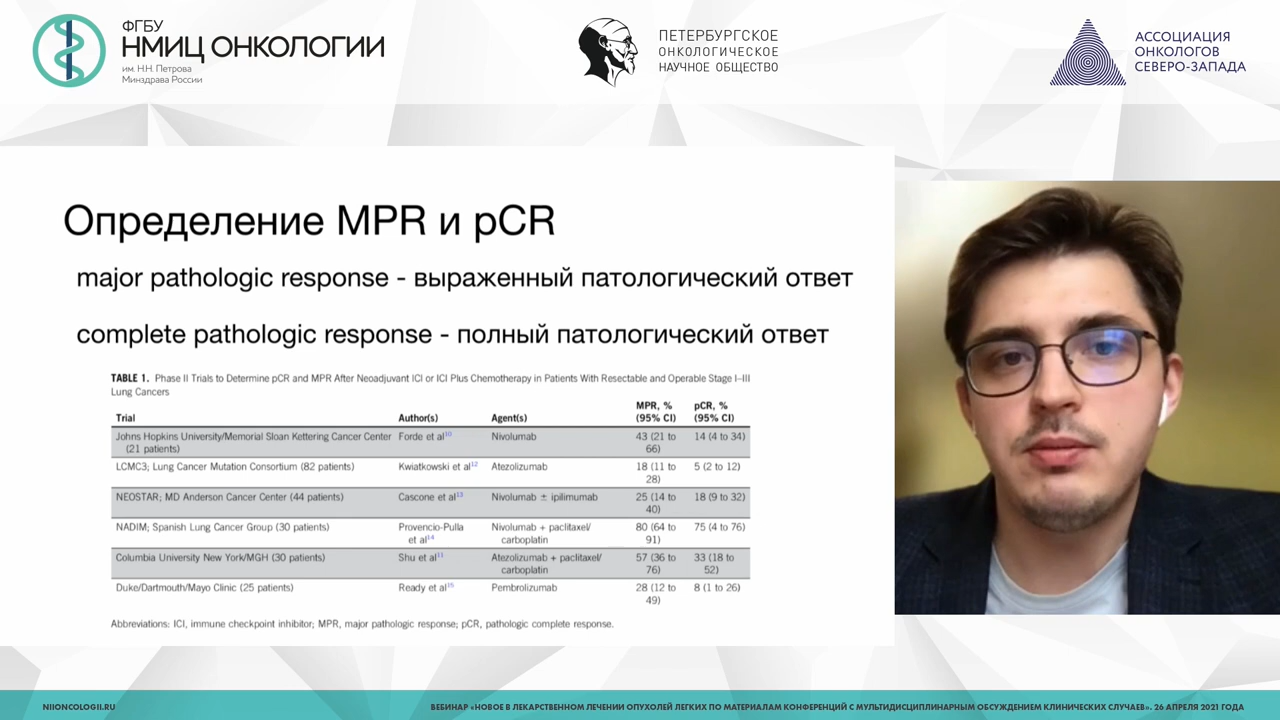 ФГБУ
НМИЦ ОНКОЛОГИИ
им. Н.Н. Петрова
Минздрава России
ПЕТЕРБУРГСКОЕ
ОНКОЛОГИЧЕСКОЕ
НАУЧНОЕ ОБЩЕСТВО
АССОЦИАЦИЯ
ОНКОЛОГОВ
СЕВЕРО-ЗАПАДА
Определение MPR и pCR
major pathologic response - выраженный патологический ответ
complete pathologic response - полный патологический ответ
TABLE 1. Phase II Trials to Determine pCR and MPR After Neoadjuvant ICI or ICI Plus Chemotherapy in Patients With Resectable and Operable Stage I–III
Lung Cancers
MPR, % pCR, %
Trial Author(s) Agent(s) (95% CI) (95% CI)
Johns Hopkins University/Memorial Sloan Kettering Cancer Center Forde et al10 Nivolumab 43 (21 to 14 (4 to 34)
(21 patients) 66)
LCMC3; Lung Cancer Mutation Consortium (82 patients) Kwiatkowski et al12 Atezolizumab 18 (11 to 5 (2 to 12)
28)
NEOSTAR; MD Anderson Cancer Center (44 patients) Cascone et al13 Nivolumab ± ipilimumab 25 (14 to 18 (9 to 32)
40)
NADIM; Spanish Lung Cancer Group (30 patients) Provencio-Pulla Nivolumab + paclitaxel/ 80 (64 to 75 (4 to 76)
et al14 carboplatin 91)
Columbia University New York/MGH (30 patients) Shu et al11 Atezolizumab + paclitaxel/ 57 (36 to 33 (18 to
carboplatin 76) 52)
Duke/Dartmouth/Mayo Clinic (25 patients) Ready et al15 Pembrolizumab 28 (12 to 8 (1 to 26)
49)
Abbreviations: ICI, immune checkpoint inhibitor; MPR, major pathologic response; pCR, pathologic complete response.
NIIONCOLOGII.RU
ВЕБИНАР «НОВОЕ В ЛЕКАРСТВЕННОМ ЛЕЧЕНИИ ОПУХОЛЕЙ ЛЕГКИХ ПО МАТЕРИАЛАМ КОНФЕРЕНЦИЙ С МУЛЬТИДИСЦИПЛИНАРНЫМ ОБСУЖДЕНИЕМ КЛИНИЧЕСКИХ СЛУЧАЕВ». 26 АПРЕЛЯ 2021 ГОДА